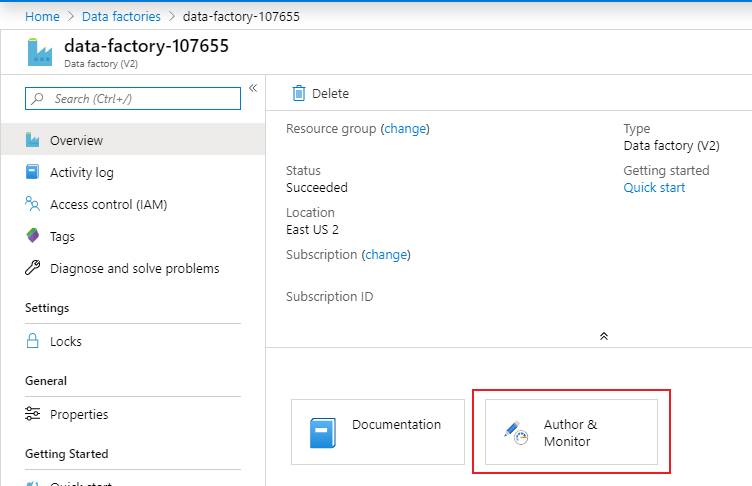 Home > Data factories > data-factory-107655
data-factory-107655
Data factory (V2)
«
Search (Ctrl+/)
Overview
Activity log
Access control (IAM)
Tags
Diagnose and solve problems
Settings
Locks
General
Properties
Getting Started
Quick start
Delete
Resource group (change)
Status
Succeeded
Location
East US 2
Subscription (change)
Subscription ID
Type
Data factory (V2)
Getting started
Quick start
Documentation
Author &
Monitor